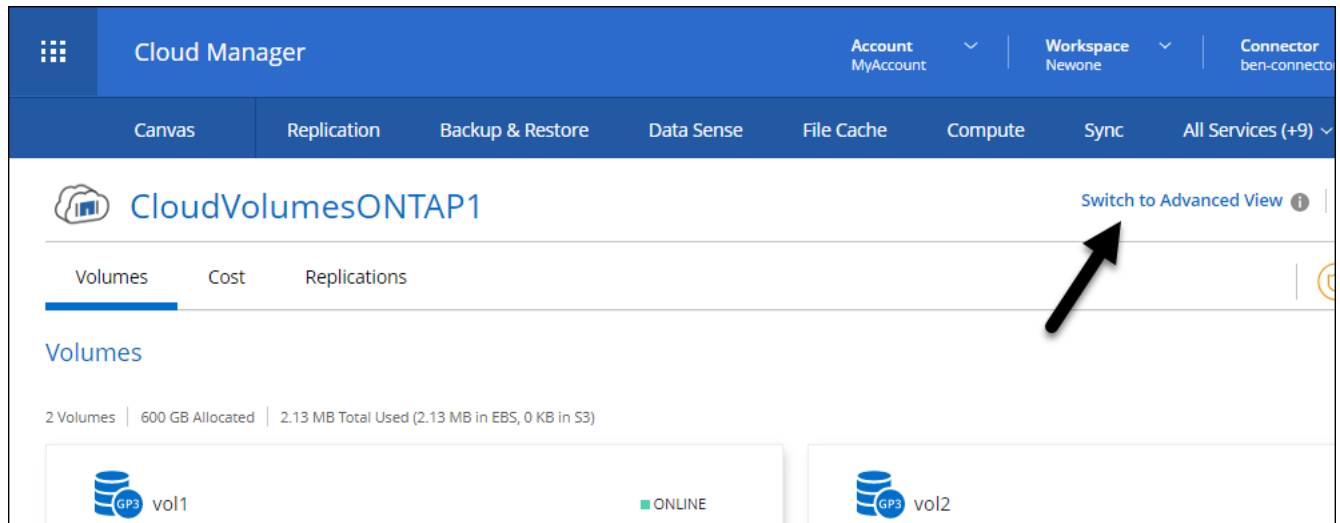 Cloud Manager
Account
MyAccount
Workspace
Newone
Connector
Canvas
Replication
Backup & Restore
Data Sense
File Cache
Compute
Sync
All Services (+9)
CloudVolumesONTAP1
Switch to Advanced View
Volumes
Cost
Replications
Volumes
2 Volumes | 600 GB Allocated | 2.13 MB Total Used (2.13 MB in EBS, 0 KB in S3)
GP3 vol1
ONLINE
GP3 vol2